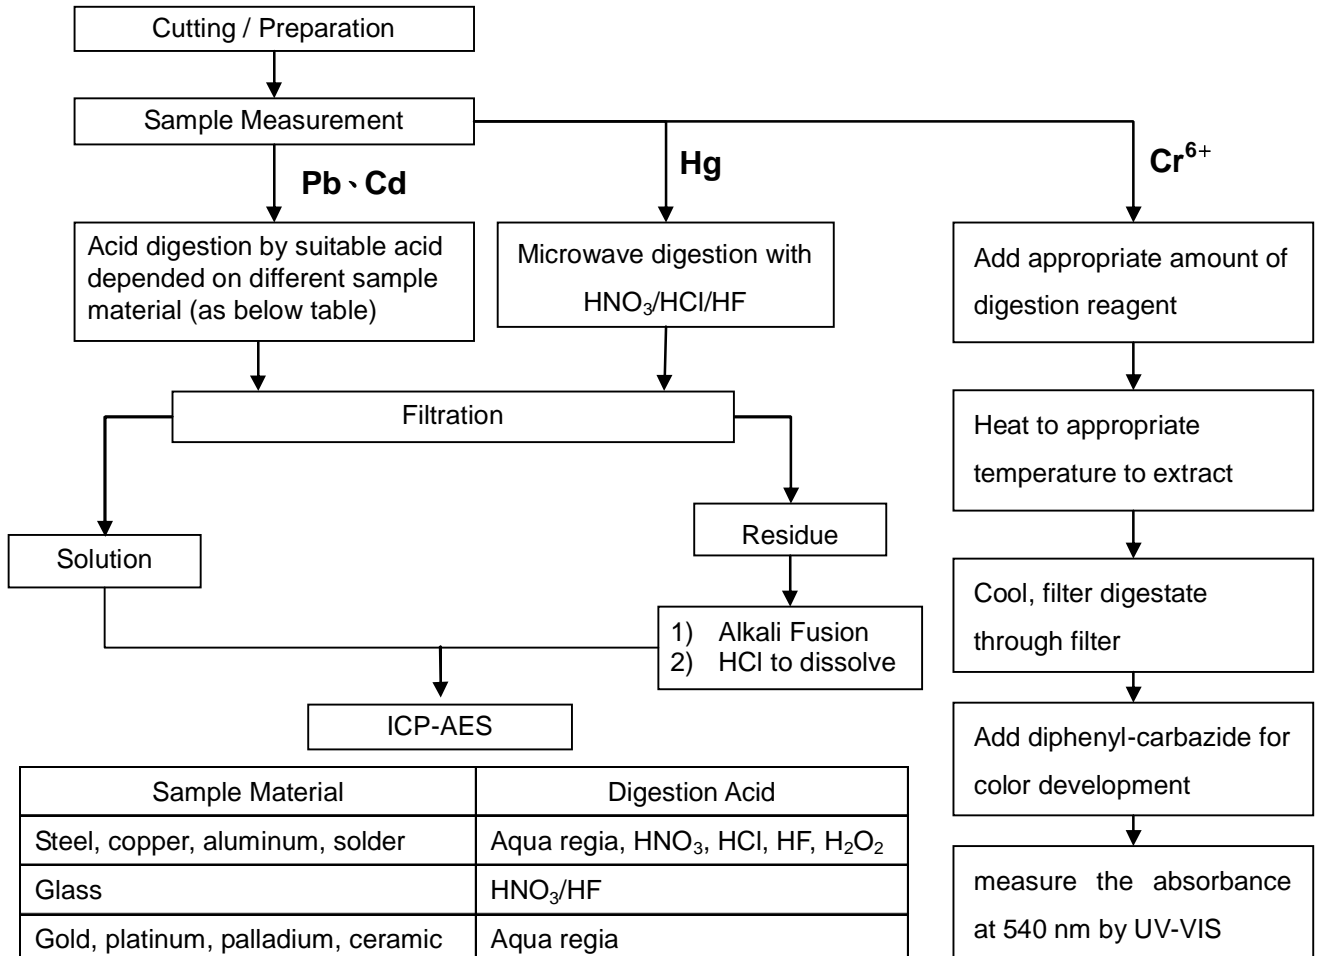 Cutting / Preparation
Sample Measurement
Pb、Cd
Hg
Cr⁶⁺
Acid digestion by suitable acid
depended on different sample
material (as below table)
Microwave digestion with
HNO₃/HCl/HF
Add appropriate amount of
digestion reagent
Filtration
Heat to appropriate
temperature to extract
Solution
Residue
Cool, filter digestate
through filter
1) Alkali Fusion
2) HCl to dissolve
ICP-AES
Add diphenyl-carbazide for
color development
measure the absorbance
at 540 nm by UV-VIS
Sample Material Digestion Acid
Steel, copper, aluminum, solder Aqua regia, HNO₃, HCl, HF, H₂O₂
Glass HNO₃/HF
Gold, platinum, palladium, ceramic Aqua regia